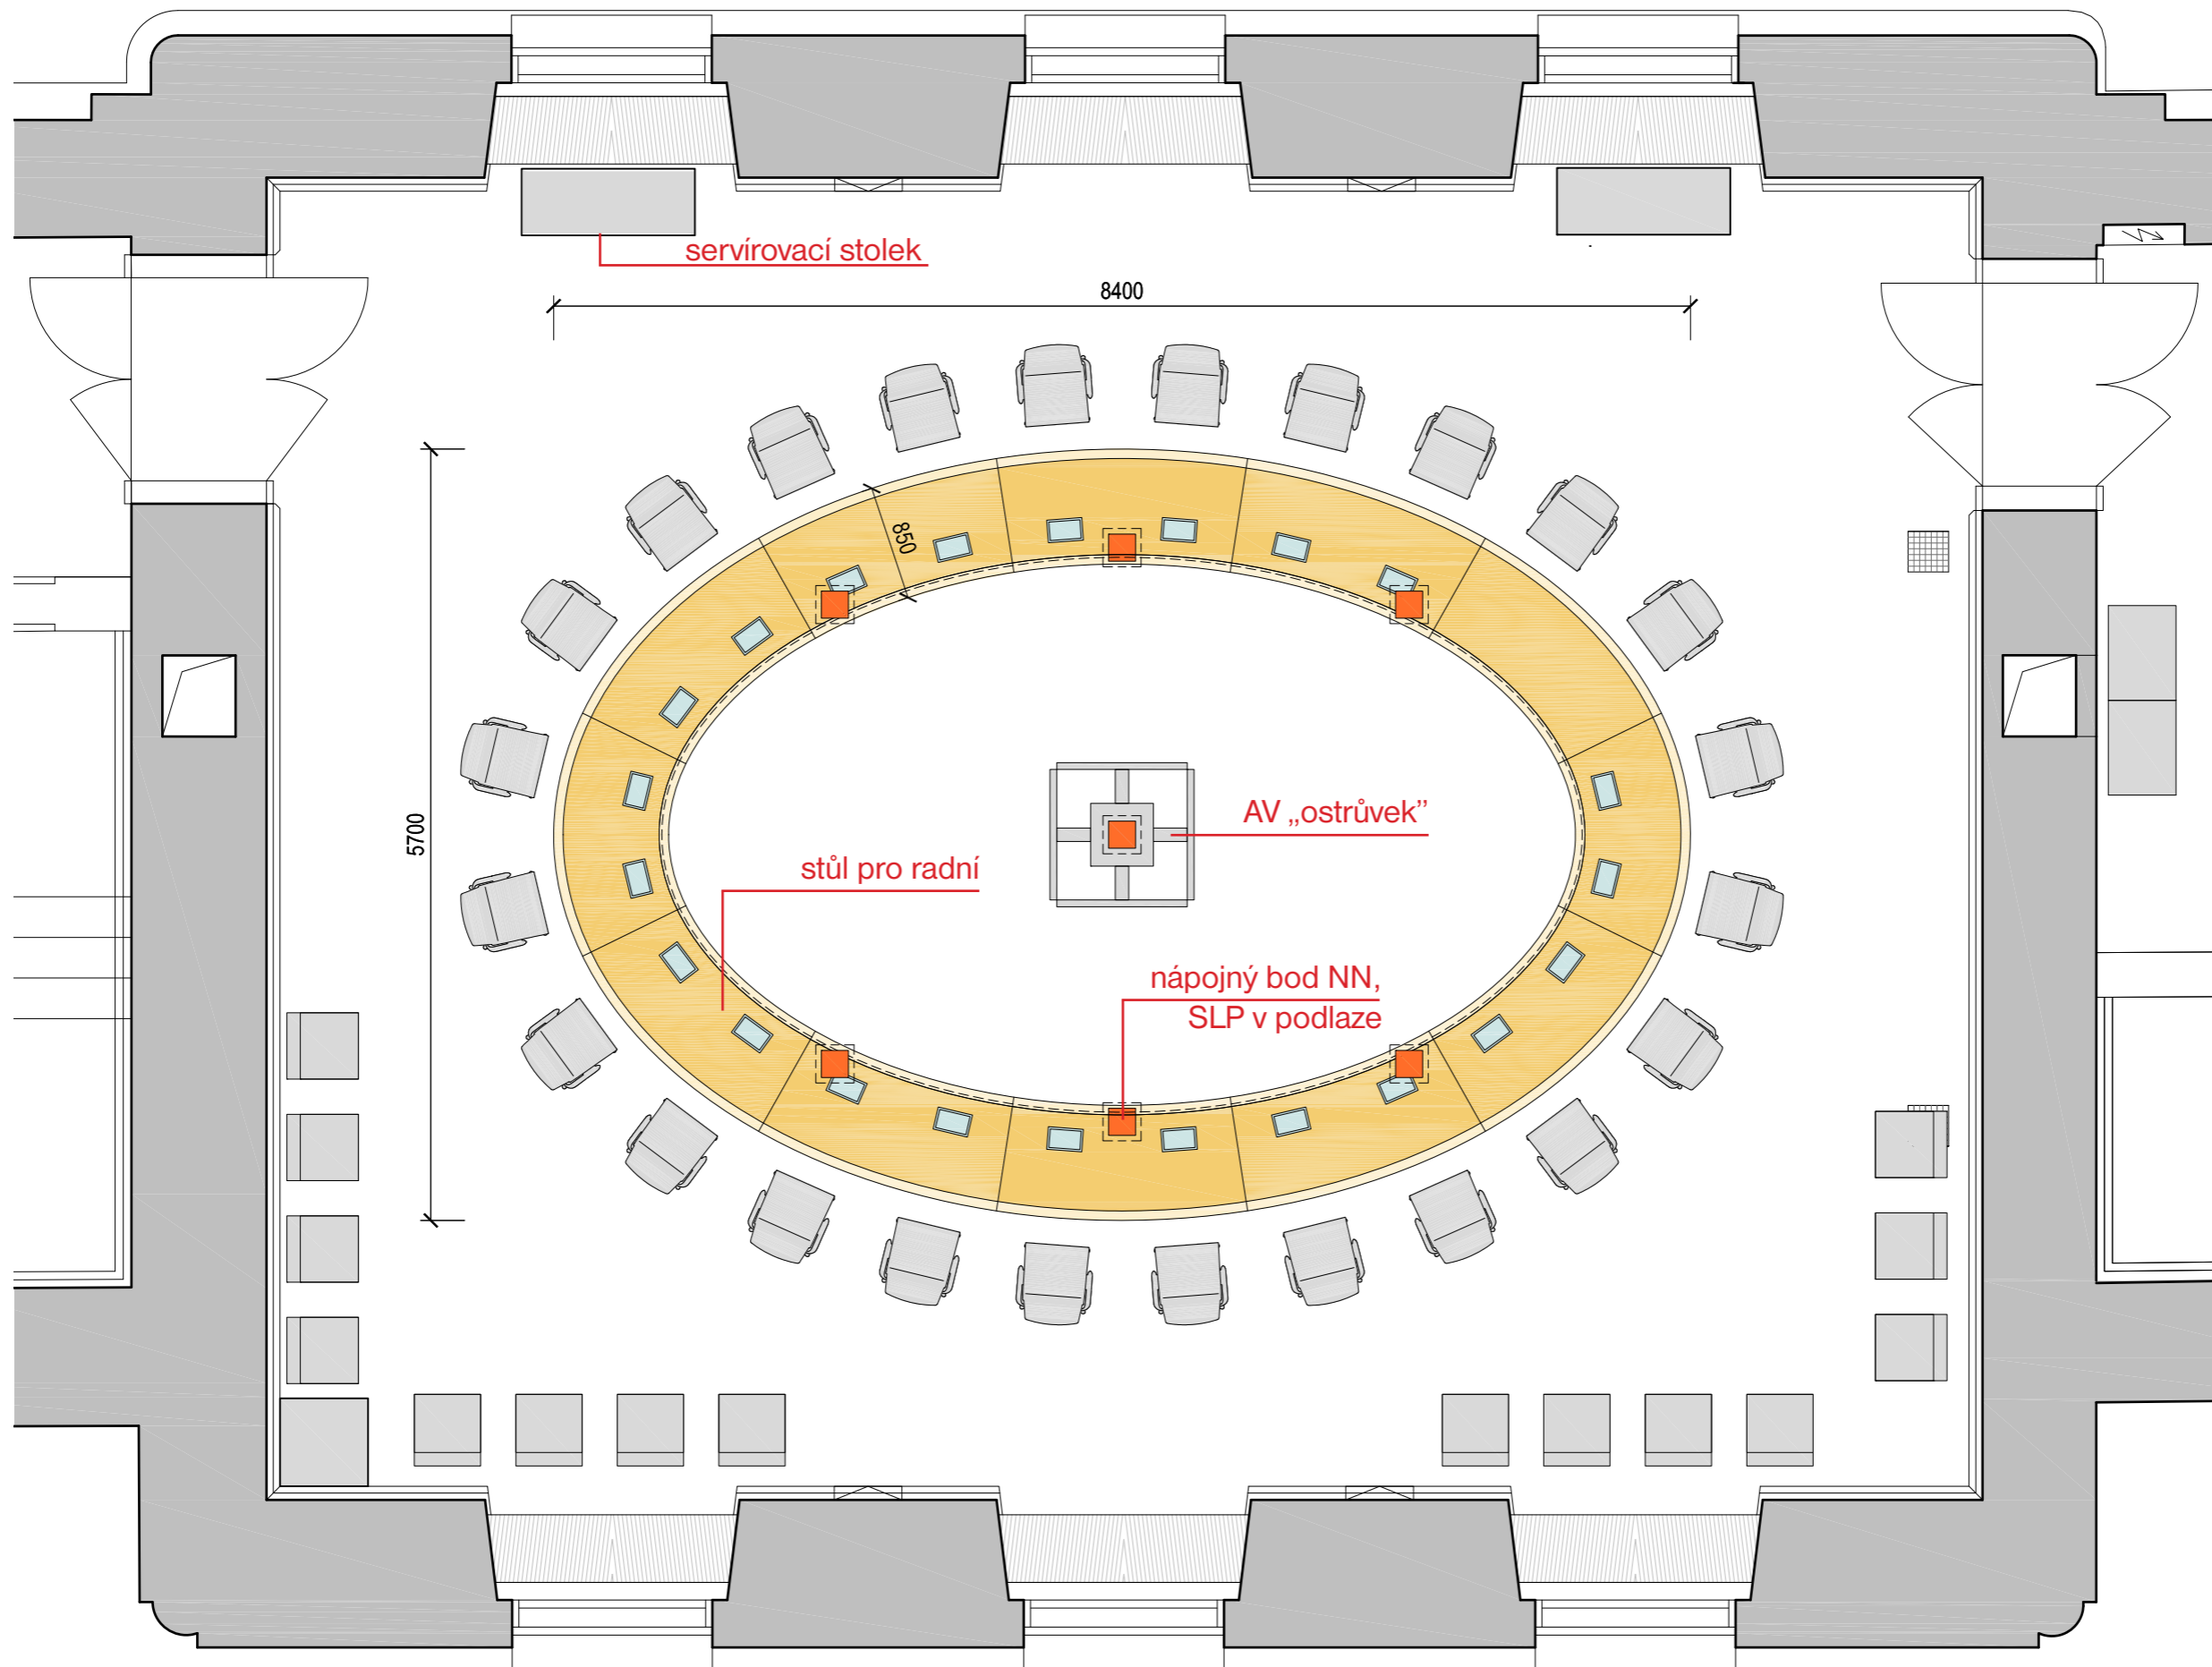 servírovací stolek
8400
850
5700
AV „ostrůvek”
stůl pro radní
nápojný bod NN,
SLP v podlaze